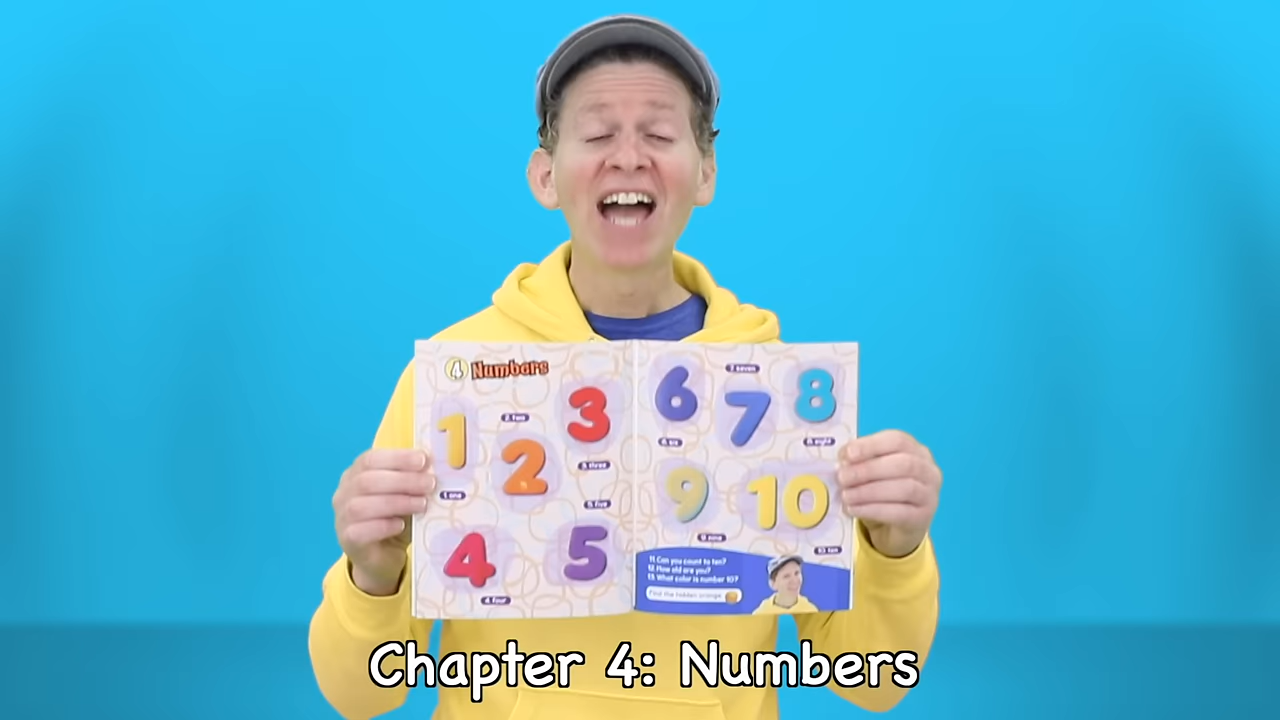 4 Numbers
1
2
3
4
5
1 one
2 two
3 three
4 four
5 five
6
7
8
9
10
6 six
7 seven
8 eight
9 nine
10 ten
11. Can you count to ten?
12. How old are you?
13. What color is number 10?
Find the hidden orange
Chapter 4: Numbers